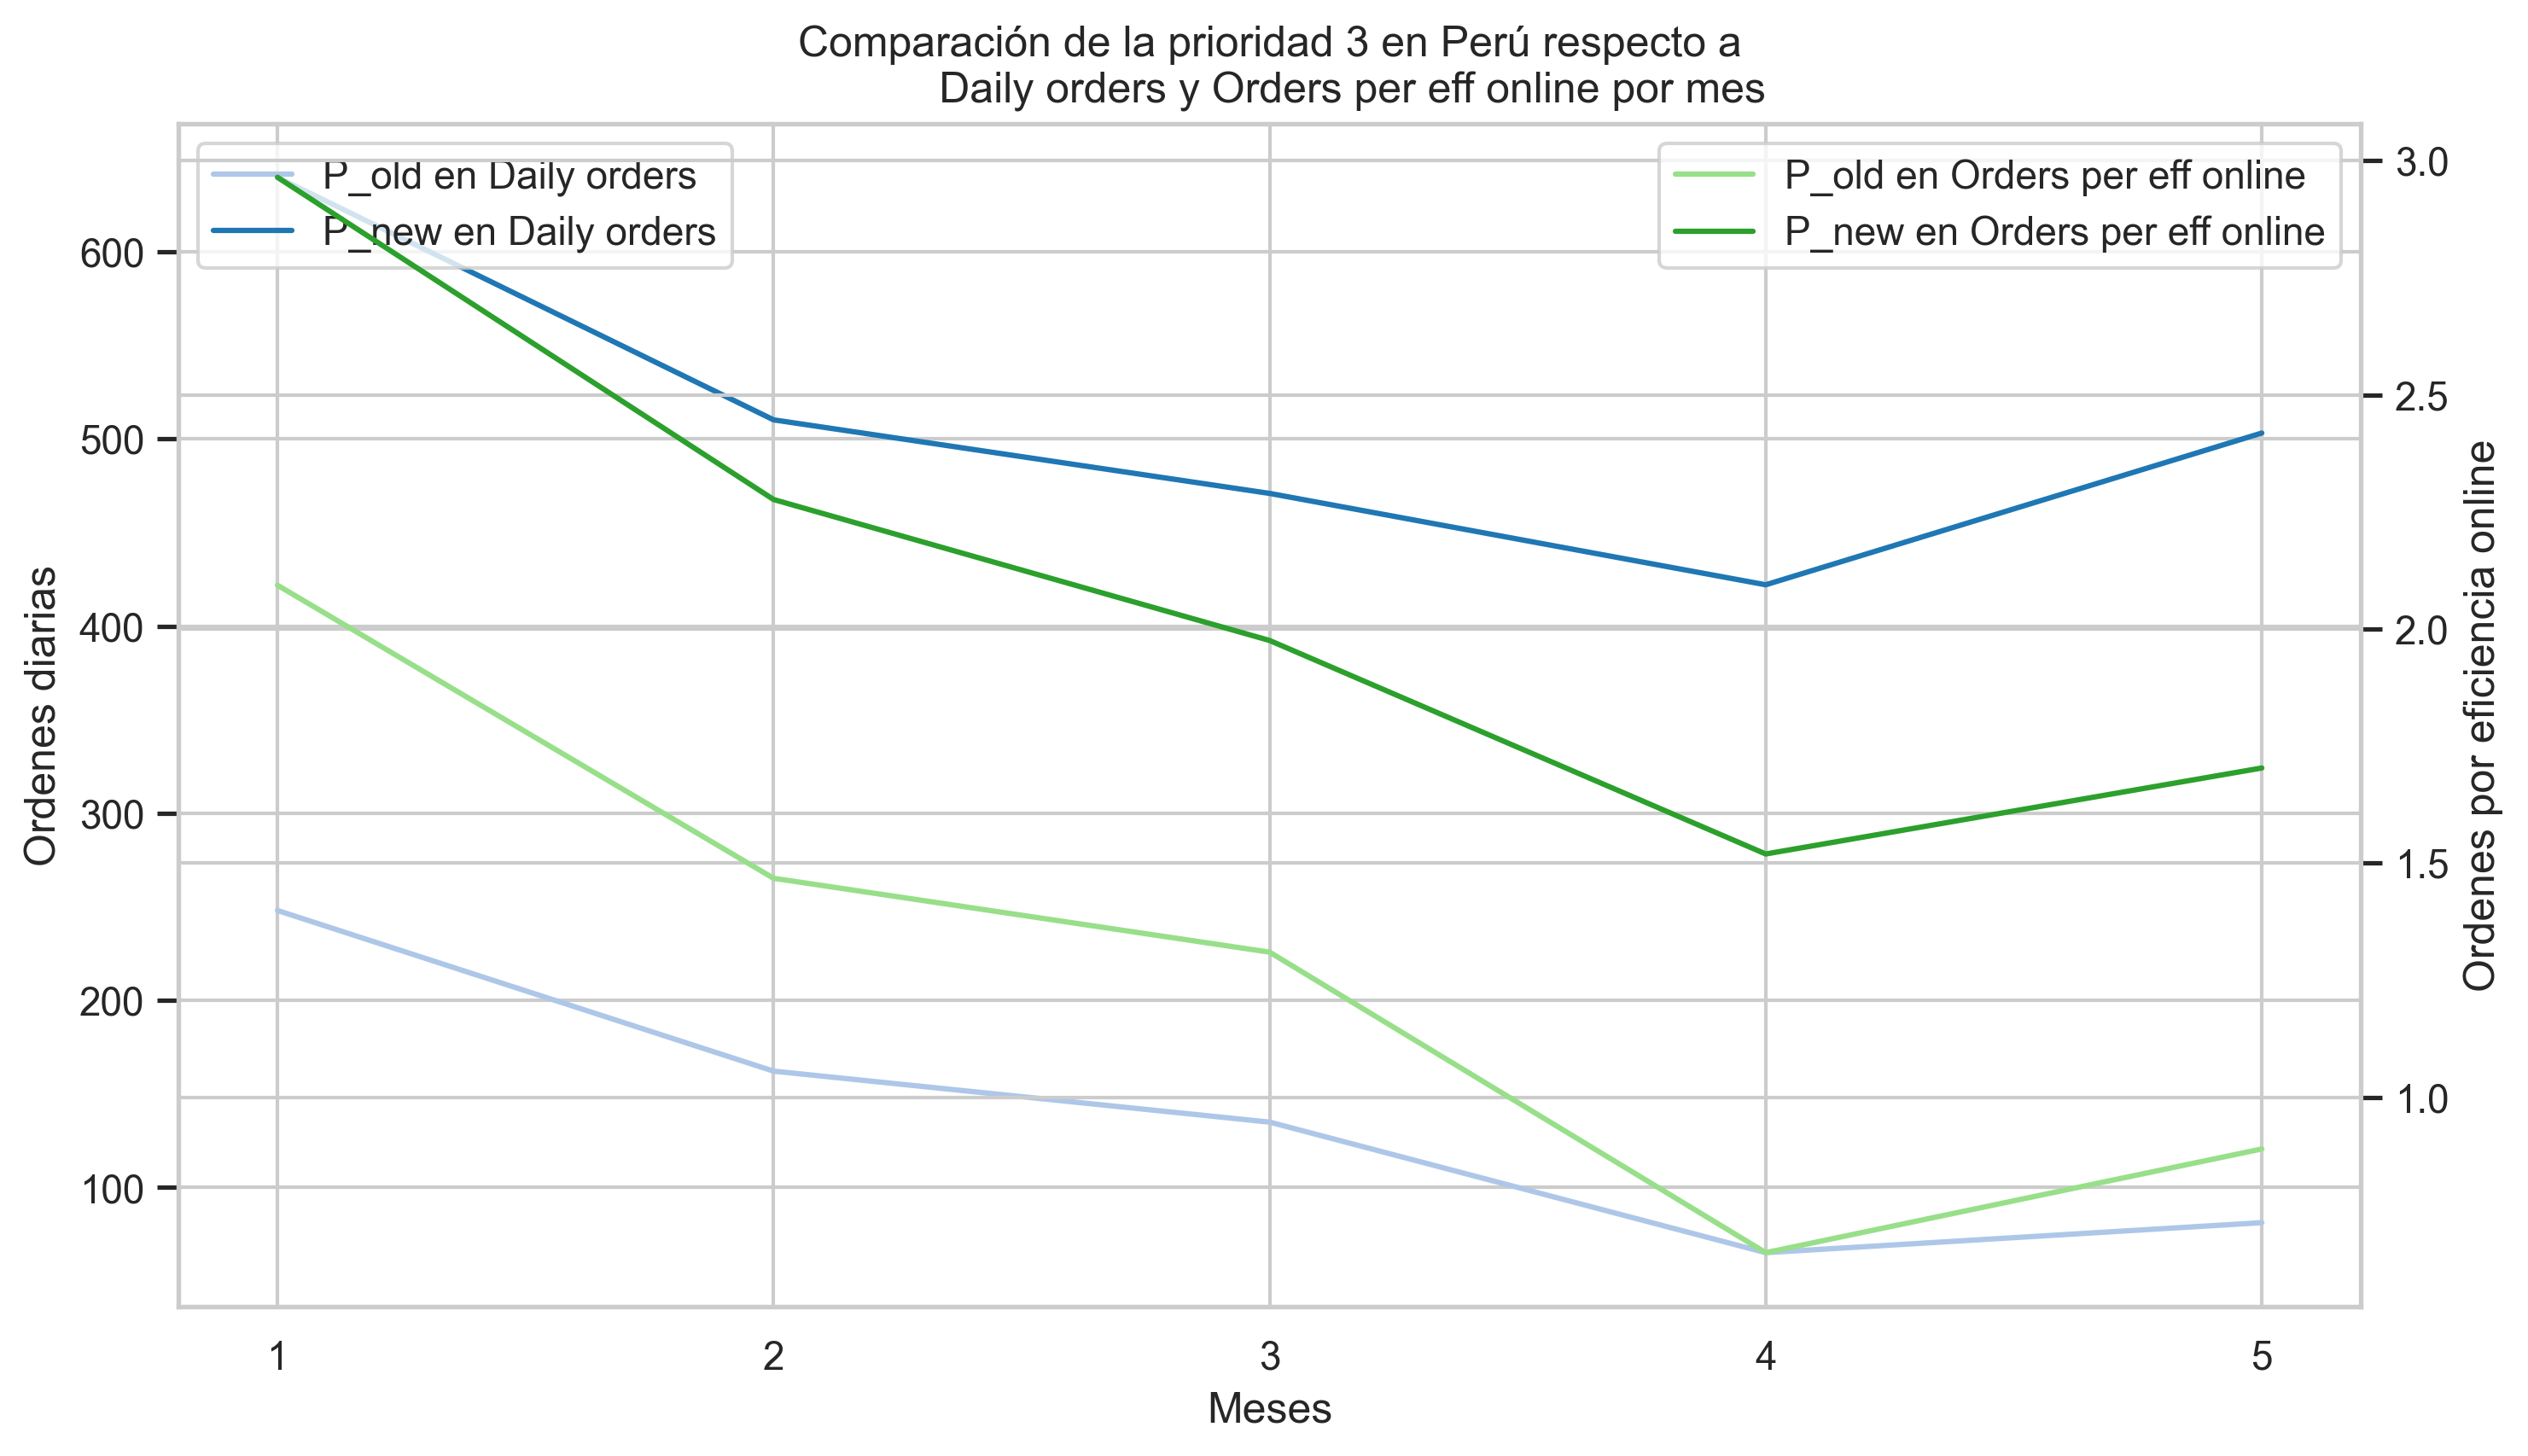 Comparación de la prioridad 3 en Perú respecto a
Daily orders y Orders per eff online por mes
P_old en Daily orders
P_new en Daily orders
P_old en Orders per eff online
P_new en Orders per eff online
Ordenes diarias
600
500
400
300
200
100
3.0
2.5
2.0
1.5
1.0
Ordenes por eficiencia online
1 2 3 4 5
Meses